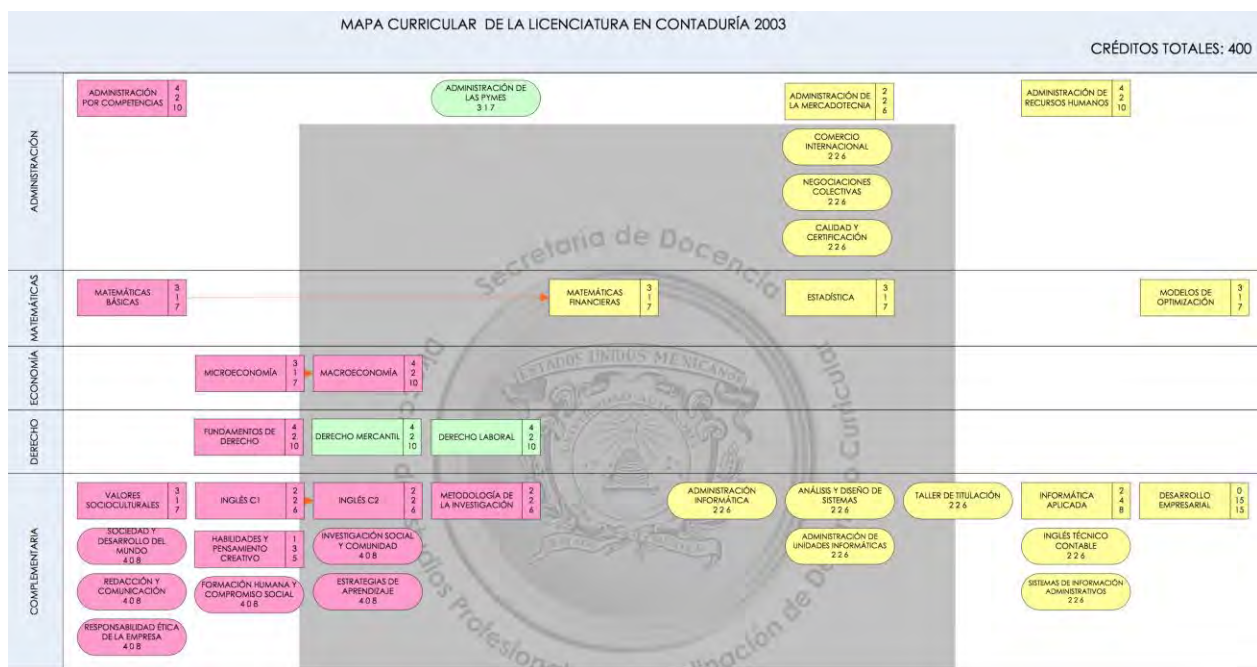 MAPA CURRICULAR DE LA LICENCIATURA EN CONTADURÍA 2003
CRÉDITOS TOTALES: 400
ADMINISTRACIÓN
ADMINISTRACIÓN
POR COMPETENCIAS
4
2
10
ADMINISTRACIÓN DE
LAS PYMES
3 1 7
ADMINISTRACIÓN DE
LA MERCADOTECNIA
2
2
6
ADMINISTRACIÓN DE
RECURSOS HUMANOS
4
2
10
COMERCIO
INTERNACIONAL
2 2 6
NEGOCIACIONES
COLECTIVAS
2 2 6
CALIDAD Y
CERTIFICACIÓN
2 2 6
MATEMÁTICAS
MATEMÁTICAS
BÁSICAS
3
1
7
MATEMÁTICAS
FINANCIERAS
3
1
7
ESTADÍSTICA
3
1
7
MODELOS DE
OPTIMIZACIÓN
3
1
7
ECONOMÍA
MICROECONOMÍA
3
1
7
MACROECONOMÍA
4
2
10
DERECHO
FUNDAMENTOS DE
DERECHO
4
2
10
DERECHO MERCANTIL
4
2
10
DERECHO LABORAL
4
2
10
COMPLEMENTARIA
VALORES
SOCIOCULTURALES
3
1
7
INGLÉS C1
2
2
6
INGLÉS C2
2
2
6
METODOLOGÍA DE
LA INVESTIGACIÓN
2
2
6
ADMINISTRACIÓN
INFORMÁTICA
2 2 6
ANÁLISIS Y DISEÑO DE
SISTEMAS
2 2 6
TALLER DE TITULACIÓN
2 2 6
INFORMÁTICA
APLICADA
2
4
8
DESARROLLO
EMPRESARIAL
0
15
15
SOCIEDAD Y
DESARROLLO DEL
MUNDO
4 0 8
HABILIDADES Y
PENSAMIENTO
CREATIVO
1
3
5
INVESTIGACIÓN SOCIAL
Y COMUNIDAD
4 0 8
ADMINISTRACIÓN DE
UNIDADES INFORMÁTICAS
2 2 6
INGLÉS TÉCNICO
CONTABLE
2 2 6
REDACCIÓN Y
COMUNICACIÓN
4 0 8
FORMACIÓN HUMANA Y
COMPROMISO SOCIAL
4 0 8
ESTRATEGIAS DE
APRENDIZAJE
4 0 8
SISTEMAS DE INFORMACIÓN
ADMINISTRATIVOS
2 2 6
RESPONSABILIDAD ÉTICA
DE LA EMPRESA
4 0 8
Secretaria de Docencia
ESTADOS UNIDOS MEXICANOS